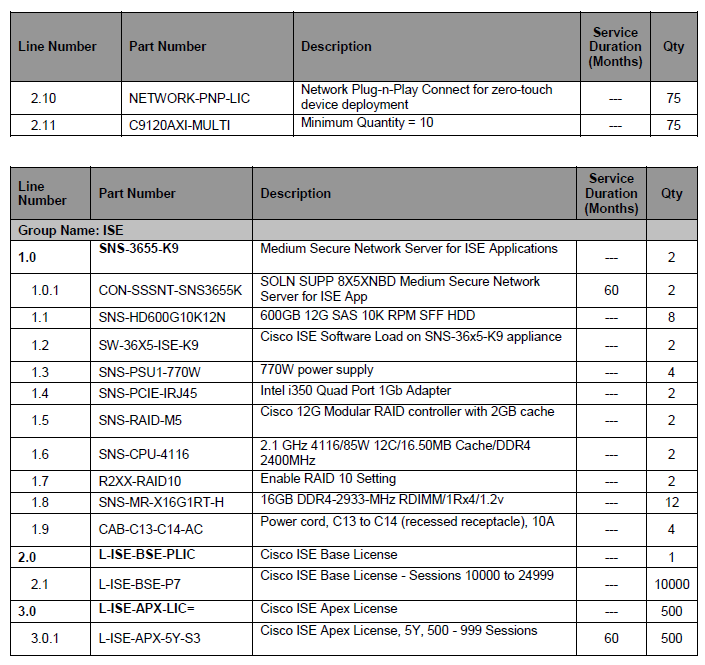 Line Number Part Number Description Service Duration (Months) Qty
2.10 NETWORK-PNP-LIC Network Plug-n-Play Connect for zero-touch device deployment --- 75
2.11 C9120AXI-MULTI Minimum Quantity = 10 --- 75
Line Number Part Number Description Service Duration (Months) Qty
Group Name: ISE
1.0 SNS-3655-K9 Medium Secure Network Server for ISE Applications --- 2
1.0.1 CON-SSSNT-SNS3655K SOLN SUPP 8X5XNBD Medium Secure Network Server for ISE App 60 2
1.1 SNS-HD600G10K12N 600GB 12G SAS 10K RPM SFF HDD --- 8
1.2 SW-36X5-ISE-K9 Cisco ISE Software Load on SNS-36x5-K9 appliance --- 2
1.3 SNS-PSU1-770W 770W power supply --- 4
1.4 SNS-PCIE-IRJ45 Intel i350 Quad Port 1Gb Adapter --- 2
1.5 SNS-RAID-M5 Cisco 12G Modular RAID controller with 2GB cache --- 2
1.6 SNS-CPU-4116 2.1 GHz 4116/85W 12C/16.50MB Cache/DDR4 2400MHz --- 2
1.7 R2XX-RAID10 Enable RAID 10 Setting --- 2
1.8 SNS-MR-X16G1RT-H 16GB DDR4-2933-MHz RDIMM/1Rx4/1.2v --- 12
1.9 CAB-C13-C14-AC Power cord, C13 to C14 (recessed receptacle), 10A --- 4
2.0 L-ISE-BSE-PLIC Cisco ISE Base License --- 1
2.1 L-ISE-BSE-P7 Cisco ISE Base License - Sessions 10000 to 24999 --- 10000
3.0 L-ISE-APX-LIC= Cisco ISE Apex License --- 500
3.0.1 L-ISE-APX-5Y-S3 Cisco ISE Apex License, 5Y, 500 - 999 Sessions 60 500